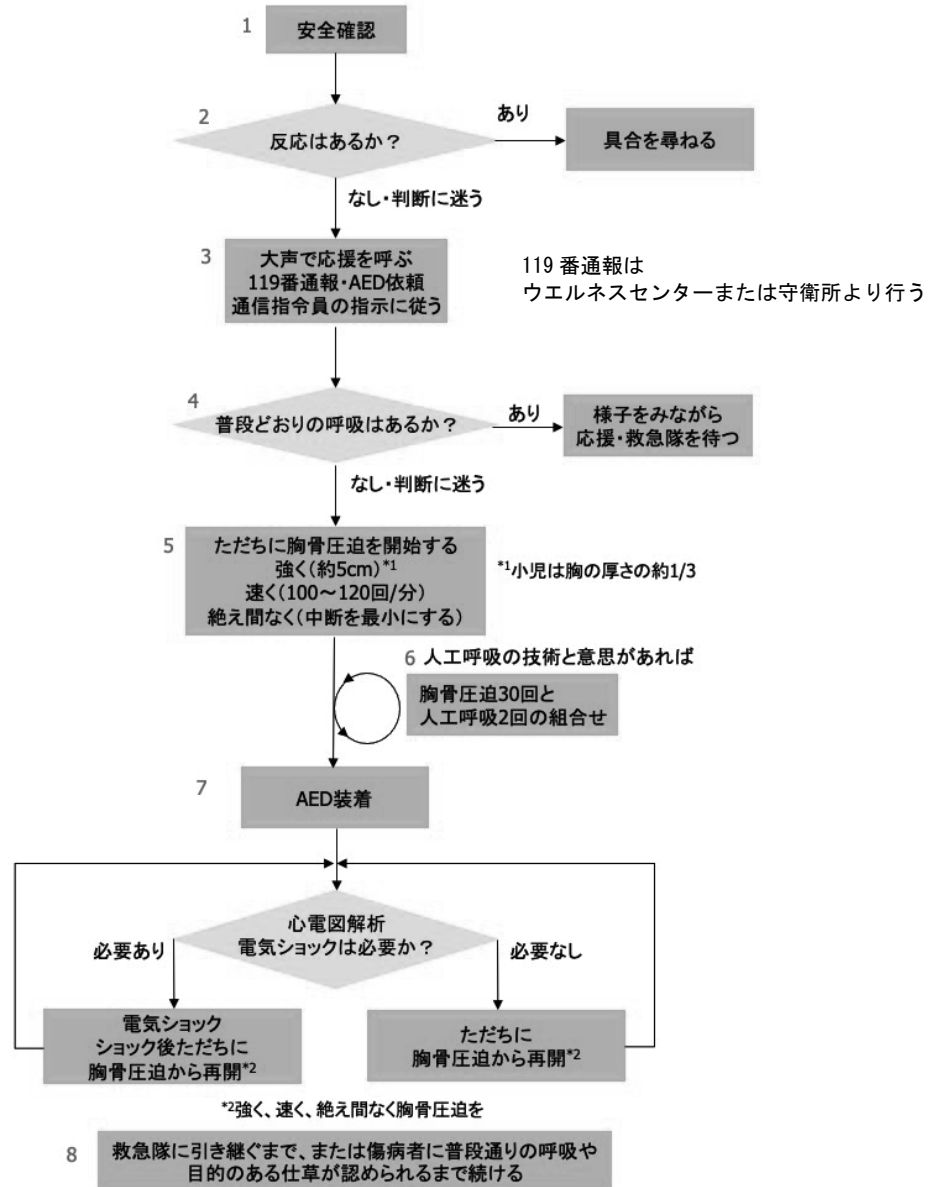 1
安全確認
2
反応はあるか？
あり
具合を尋ねる
なし・判断に迷う
3
大声で応援を呼ぶ
119番通報・AED依頼
通信指令員の指示に従う
119 番通報は
ウエルネスセンターまたは守衛所より行う
4
普段どおりの呼吸はあるか？
あり
様子をみながら
応援・救急隊を待つ
なし・判断に迷う
5
ただちに胸骨圧迫を開始する
強く（約5cm）*1
速く（100～120回/分）
絶え間なく（中断を最小にする）
*1小児は胸の厚さの約1/3
6 人工呼吸の技術と意思があれば
胸骨圧迫30回と
人工呼吸2回の組合せ
7
AED装着
心電図解析
電気ショックは必要か？
必要あり
必要なし
電気ショック
ショック後ただちに
胸骨圧迫から再開*2
ただちに
胸骨圧迫から再開*2
*2強く、速く、絶え間なく胸骨圧迫を
8
救急隊に引き継ぐまで、または傷病者に普段通りの呼吸や
目的のある仕草が認められるまで続ける